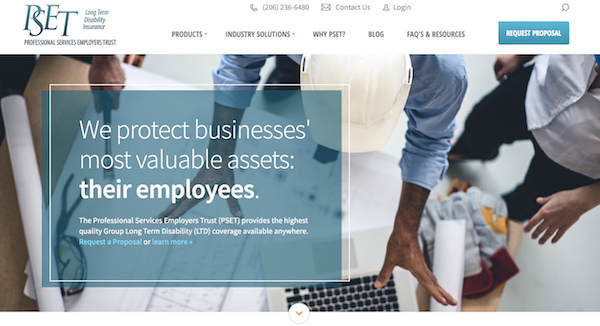 PSET Long Term
Disability
Insurance
PROFESSIONAL SERVICES EMPLOYERS TRUST
(206) 236-6480 Contact Us Login
PRODUCTS INDUSTRY SOLUTIONS WHY PSET? BLOG FAQ'S & RESOURCES REQUEST PROPOSAL
We protect businesses'
most valuable assets:
their employees.
The Professional Services Employers Trust (PSET) provides the highest
quality Group Long Term Disability (LTD) coverage available anywhere.
Request a Proposal or learn more »